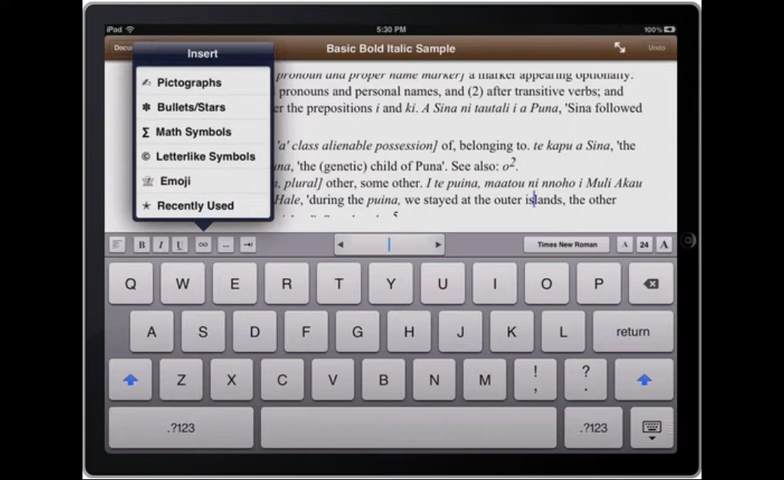 iPad
5:30 PM
100%
Docu
Basic Bold Italic Sample
Undo
Insert
Pictographs
Bullets/Stars
Math Symbols
Letterlike Symbols
Emoji
Recently Used
pronoun and proper name marker] a marker appearing optionally:
pronouns and personal names, and (2) after transitive verbs; and
er the prepositions i and ki. A Sina ni tautali i a Puna, 'Sina followed
'a' class alienable possession] of, belonging to. te kapu a Sina, 'the
na, 'the (genetic) child of Puna'. See also: o².
, plural] other, some other. I te puina, maatou ni nnoho i Muli Akau
Hale, 'during the puina, we stayed at the outer islands, the other
B I U ∞ ...
Times New Roman
A 24 A
Q W E R T Y U I O P
A S D F G H J K L return
Z X C V B N M ! , ? .
.?123 .?123